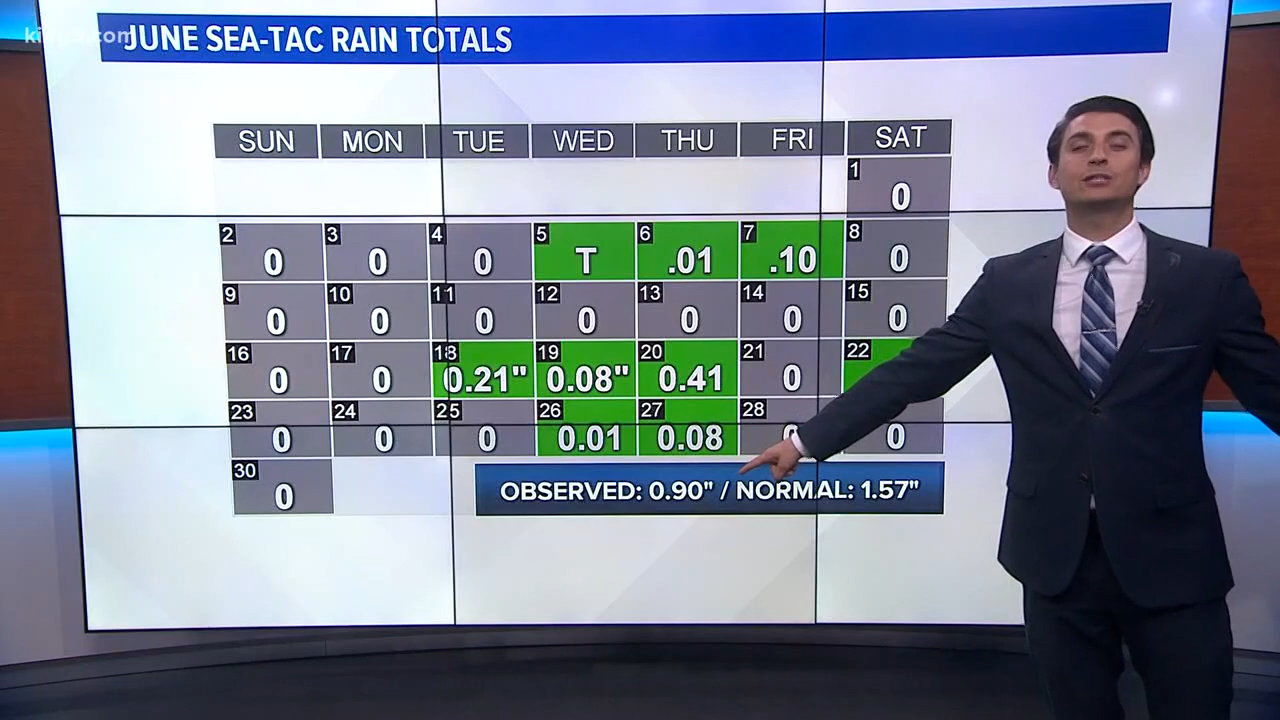 king5.com
JUNE SEA-TAC RAIN TOTALS
SUN MON TUE WED THU FRI SAT
1
0
2 3 4 5 6 7 8
0 0 0 T .01 .10 0
9 10 11 12 13 14 15
0 0 0 0 0 0 0
16 17 18 19 20 21 22
0 0 0.21" 0.08" 0.41 0
23 24 25 26 27 28
0 0 0 0.01 0.08 0 0
30
0
OBSERVED: 0.90" / NORMAL: 1.57"